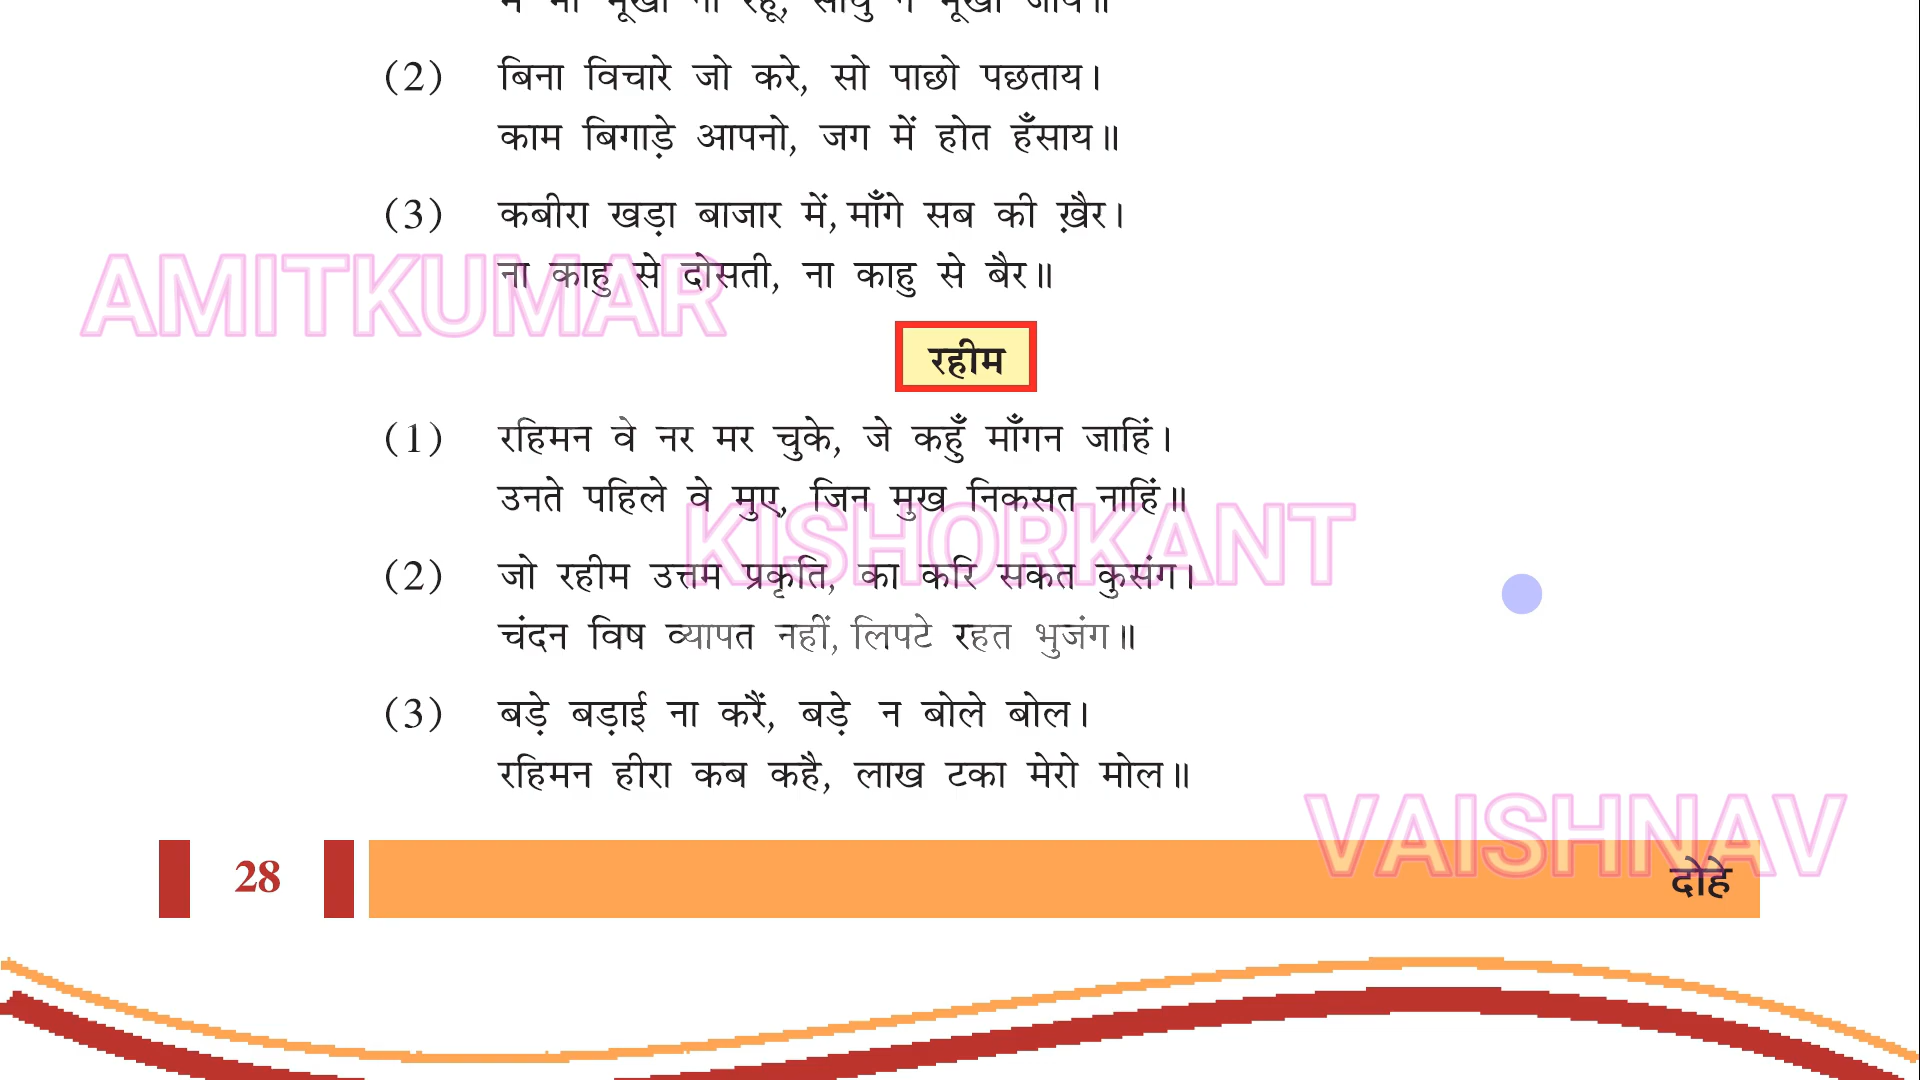 में भी भूखा ना रहूं, साधु न भूखा जाय॥
(2) बिना विचारे जो करे, सो पाछो पछताय।
काम बिगाड़े आपनो, जग में होत हँसाय॥
(3) कबीरा खड़ा बाजार में, माँगे सब की ख़ैर।
ना काहु से दोसती, ना काहु से बैर॥
AMITKUMAR
रहीम
(1) रहिमन वे नर मर चुके, जे कहुँ माँगन जाहिं।
उनते पहिले वे मुए, जिन मुख निकसत नाहिं॥
KISHORKANT
(2) जो रहीम उत्तम प्रकृति, का करि सकत कुसंग।
चंदन विष व्यापत नहीं, लिपटे रहत भुजंग॥
(3) बड़े बड़ाई ना करैं, बड़े न बोले बोल।
रहिमन हीरा कब कहै, लाख टका मेरो मोल॥
VAISHNAV
28 दोहे